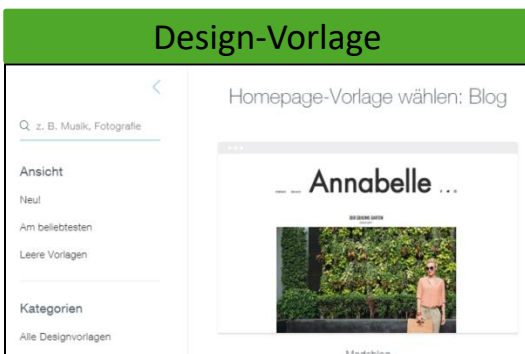 Design-Vorlage
Homepage-Vorlage wählen: Blog
z. B. Musik, Fotografie
Ansicht
Neu!
Am beliebtesten
Leere Vorlagen
Kategorien
Alle Designvorlagen
Annabelle